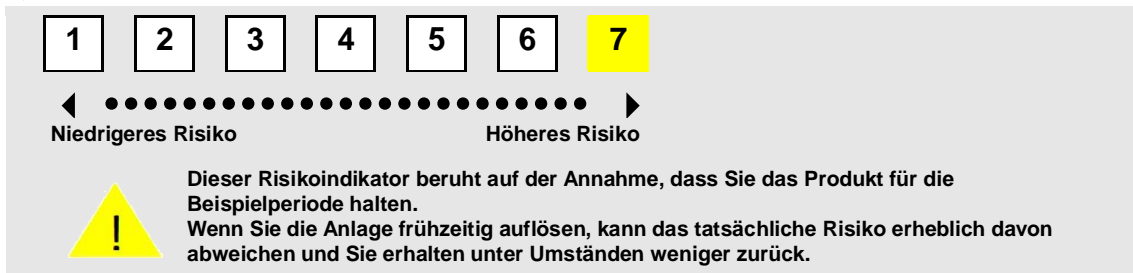 1 2 3 4 5 6 7
Niedrigeres Risiko Höheres Risiko
Dieser Risikoindikator beruht auf der Annahme, dass Sie das Produkt für die
Beispielperiode halten.
Wenn Sie die Anlage frühzeitig auflösen, kann das tatsächliche Risiko erheblich davon
abweichen und Sie erhalten unter Umständen weniger zurück.
!